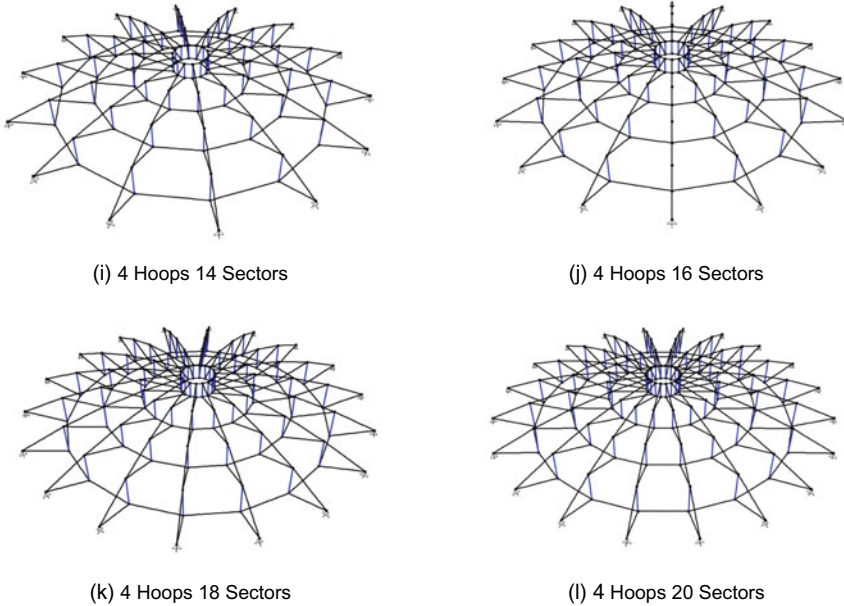 (i) 4 Hoops 14 Sectors
(j) 4 Hoops 16 Sectors
(k) 4 Hoops 18 Sectors
(l) 4 Hoops 20 Sectors